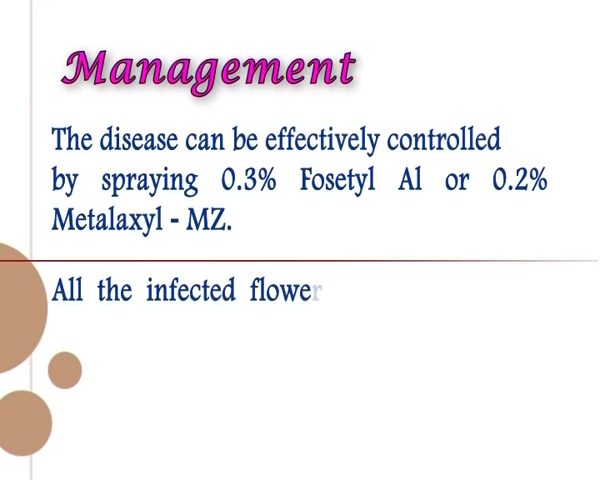 Management
The disease can be effectively controlled
by spraying 0.3% Fosetyl Al or 0.2%
Metalaxyl - MZ.
All the infected flower